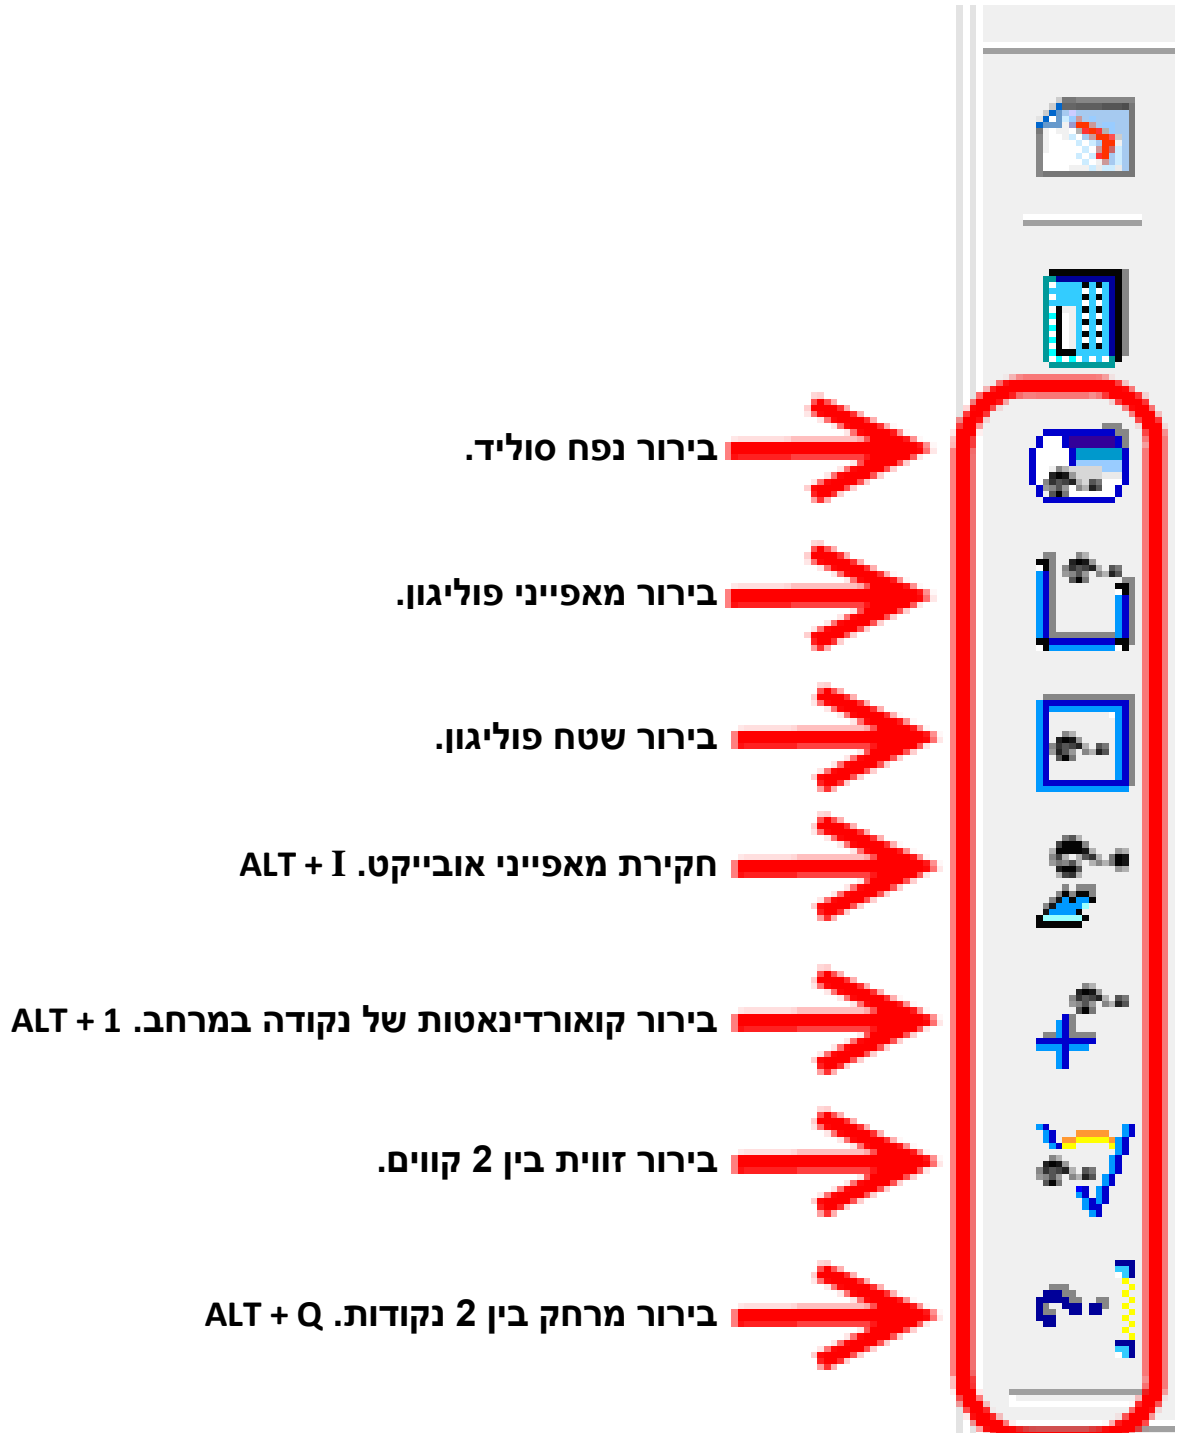 בירור נפח סוליד.
בירור מאפייני פוליגון.
בירור שטח פוליגון.
חקירת מאפייני אובייקט. ALT + I
בירור קואורדינאטות של נקודה במרחב. ALT + 1
בירור זווית בין 2 קווים.
בירור מרחק בין 2 נקודות. ALT + Q